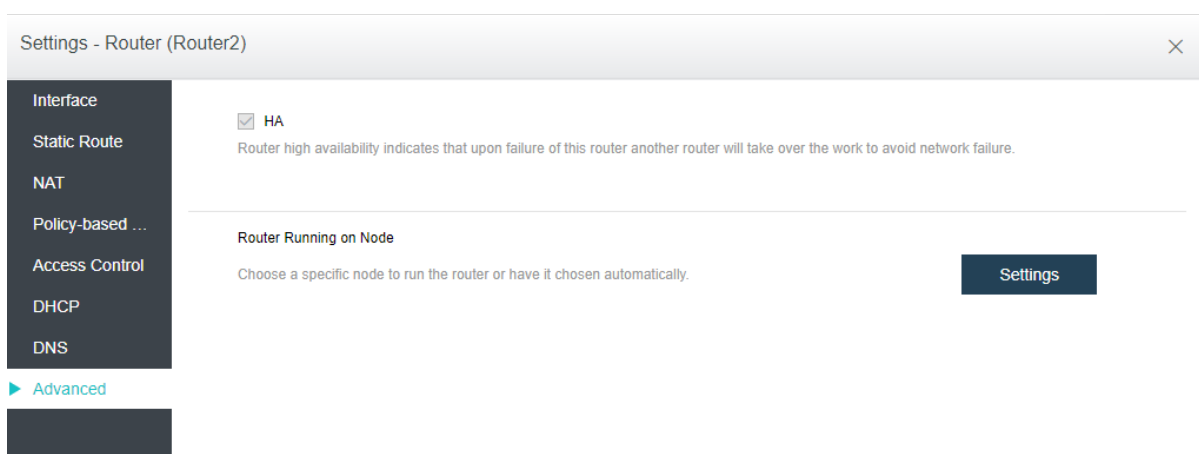 Settings - Router (Router2)
Interface
Static Route
NAT
Policy-based ...
Access Control
DHCP
DNS
Advanced
HA
Router high availability indicates that upon failure of this router another router will take over the work to avoid network failure.
Router Running on Node
Choose a specific node to run the router or have it chosen automatically.
Settings